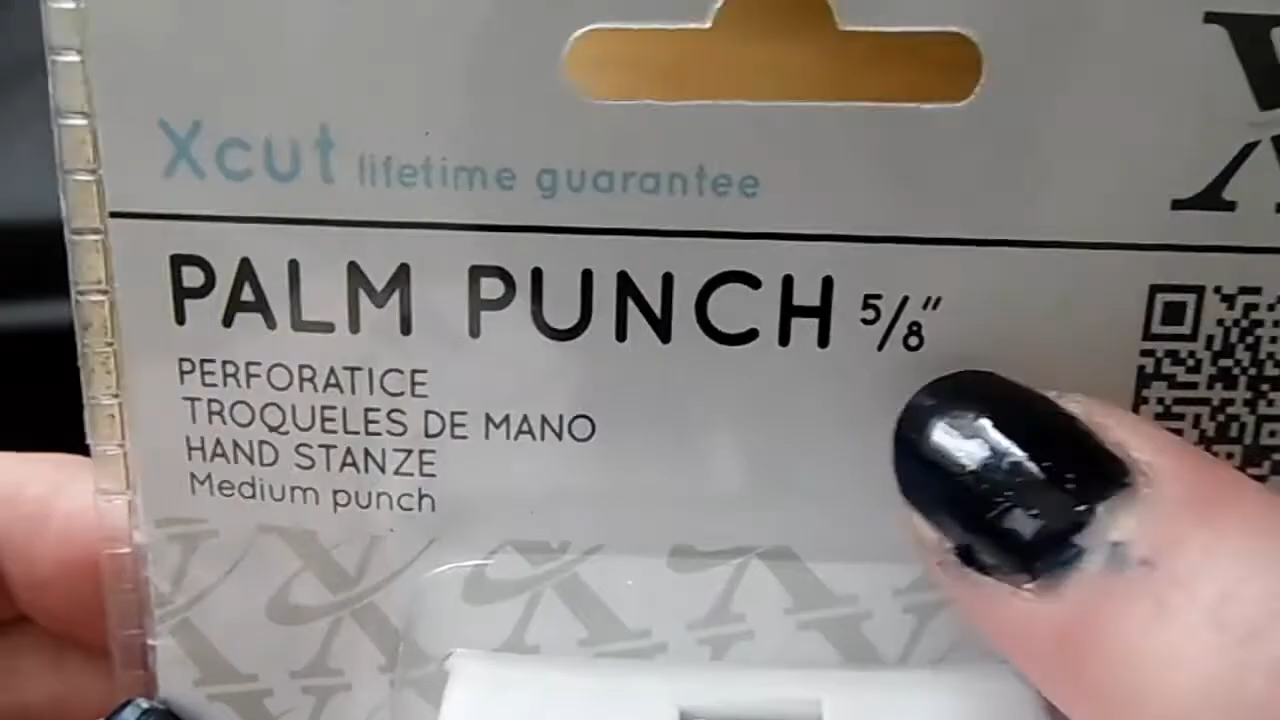 Xcut lifetime guarantee
PALM PUNCH 5/8"
PERFORATICE
TROQUELES DE MANO
HAND STANZE
Medium punch